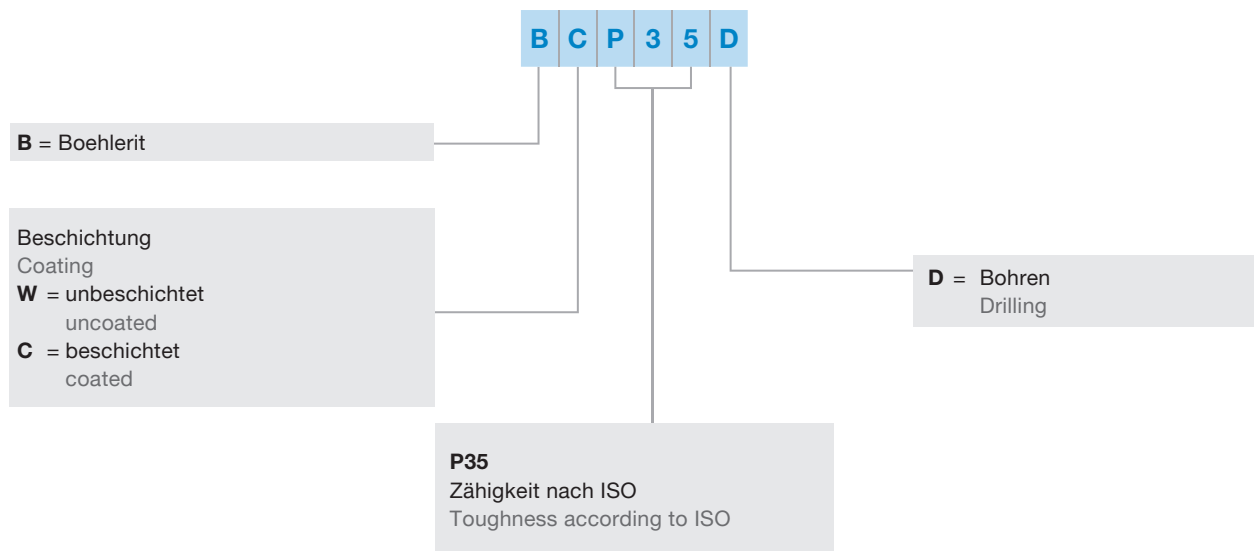 B C P 3 5 D
B = Boehlerit
Beschichtung
Coating
W = unbeschichtet
uncoated
C = beschichtet
coated
D = Bohren
Drilling
P35
Zähigkeit nach ISO
Toughness according to ISO